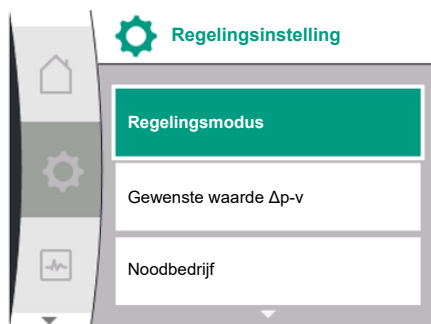 Regelingsinstelling
Regelingsmodus
Gewenste waarde Δp-v
Noodbedrijf